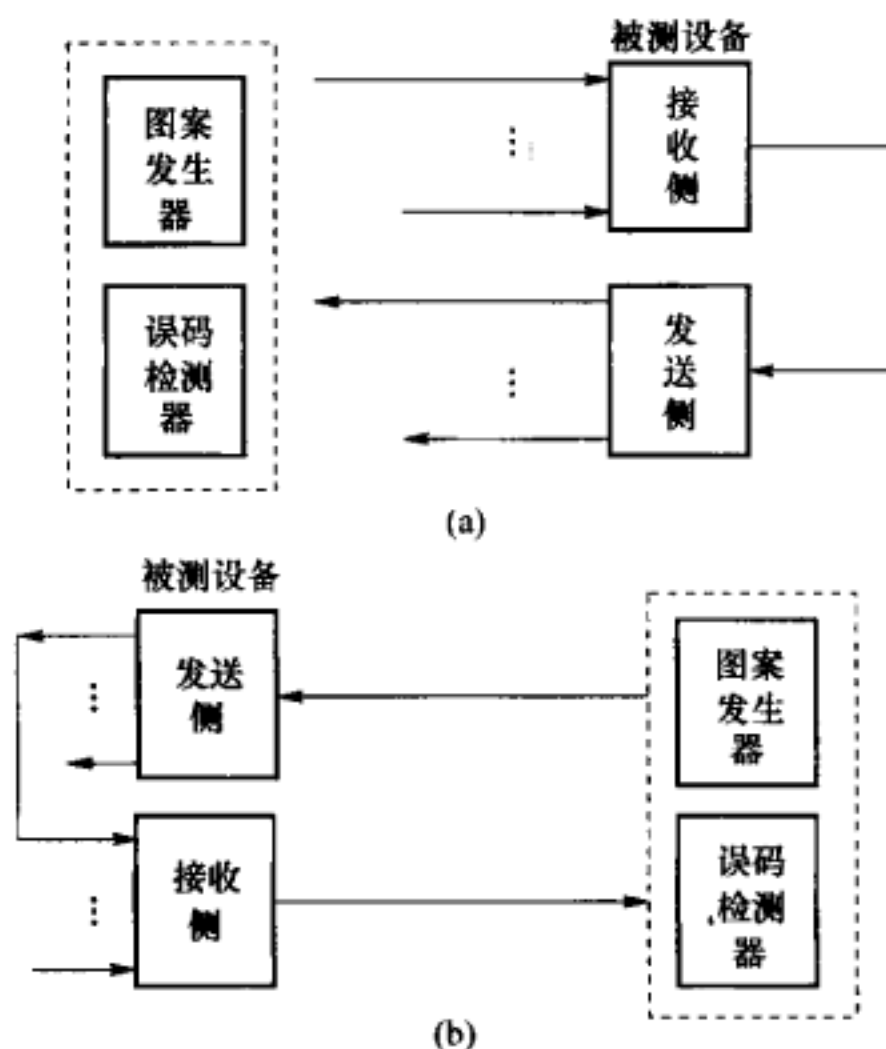 被测设备
图案
发生
器
接
收
侧
⋮
误码
检测
器
发
送
侧
⋮
(a)
被测设备
发送
侧
⋮
图案
发生
器
接收
侧
⋮
误码
检测
器
(b)